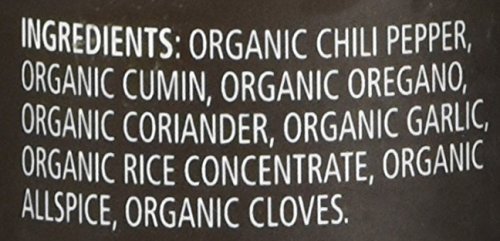 INGREDIENTS: ORGANIC CHILI PEPPER,
ORGANIC CUMIN, ORGANIC OREGANO,
ORGANIC CORIANDER, ORGANIC GARLIC,
ORGANIC RICE CONCENTRATE, ORGANIC
ALLSPICE, ORGANIC CLOVES.